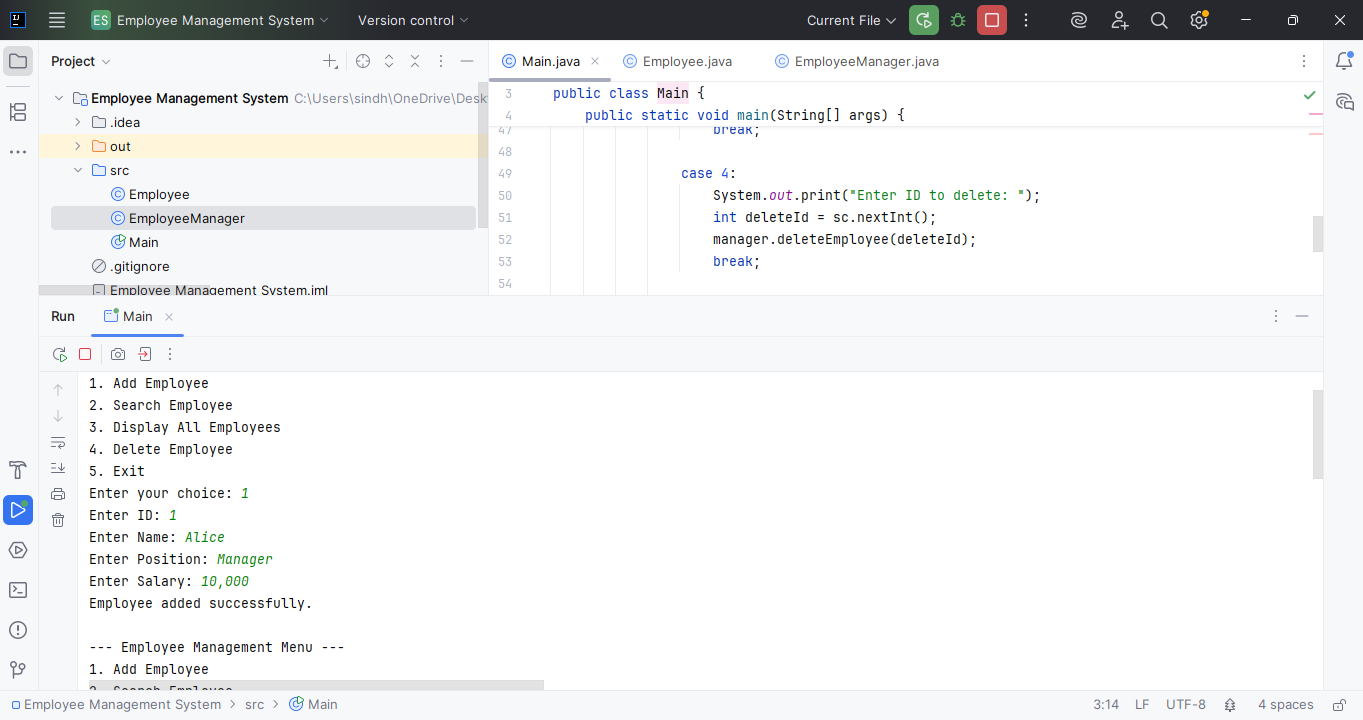 ES Employee Management System Version control Current File
Project
Main.java Employee.java EmployeeManager.java
Employee Management System C:\Users\sindh\OneDrive\Desk
.idea
out
src
Employee
EmployeeManager
Main
.gitignore
Employee Management System.iml
3 public class Main {
4 public static void main(String[] args) {
47 break;
48
49 case 4:
50 System.out.print("Enter ID to delete: ");
51 int deleteId = sc.nextInt();
52 manager.deleteEmployee(deleteId);
53 break;
54
Run Main
1. Add Employee
2. Search Employee
3. Display All Employees
4. Delete Employee
5. Exit
Enter your choice: 1
Enter ID: 1
Enter Name: Alice
Enter Position: Manager
Enter Salary: 10,000
Employee added successfully.
--- Employee Management Menu ---
1. Add Employee
2. Search Employee
Employee Management System > src > Main 3:14 LF UTF-8 4 spaces